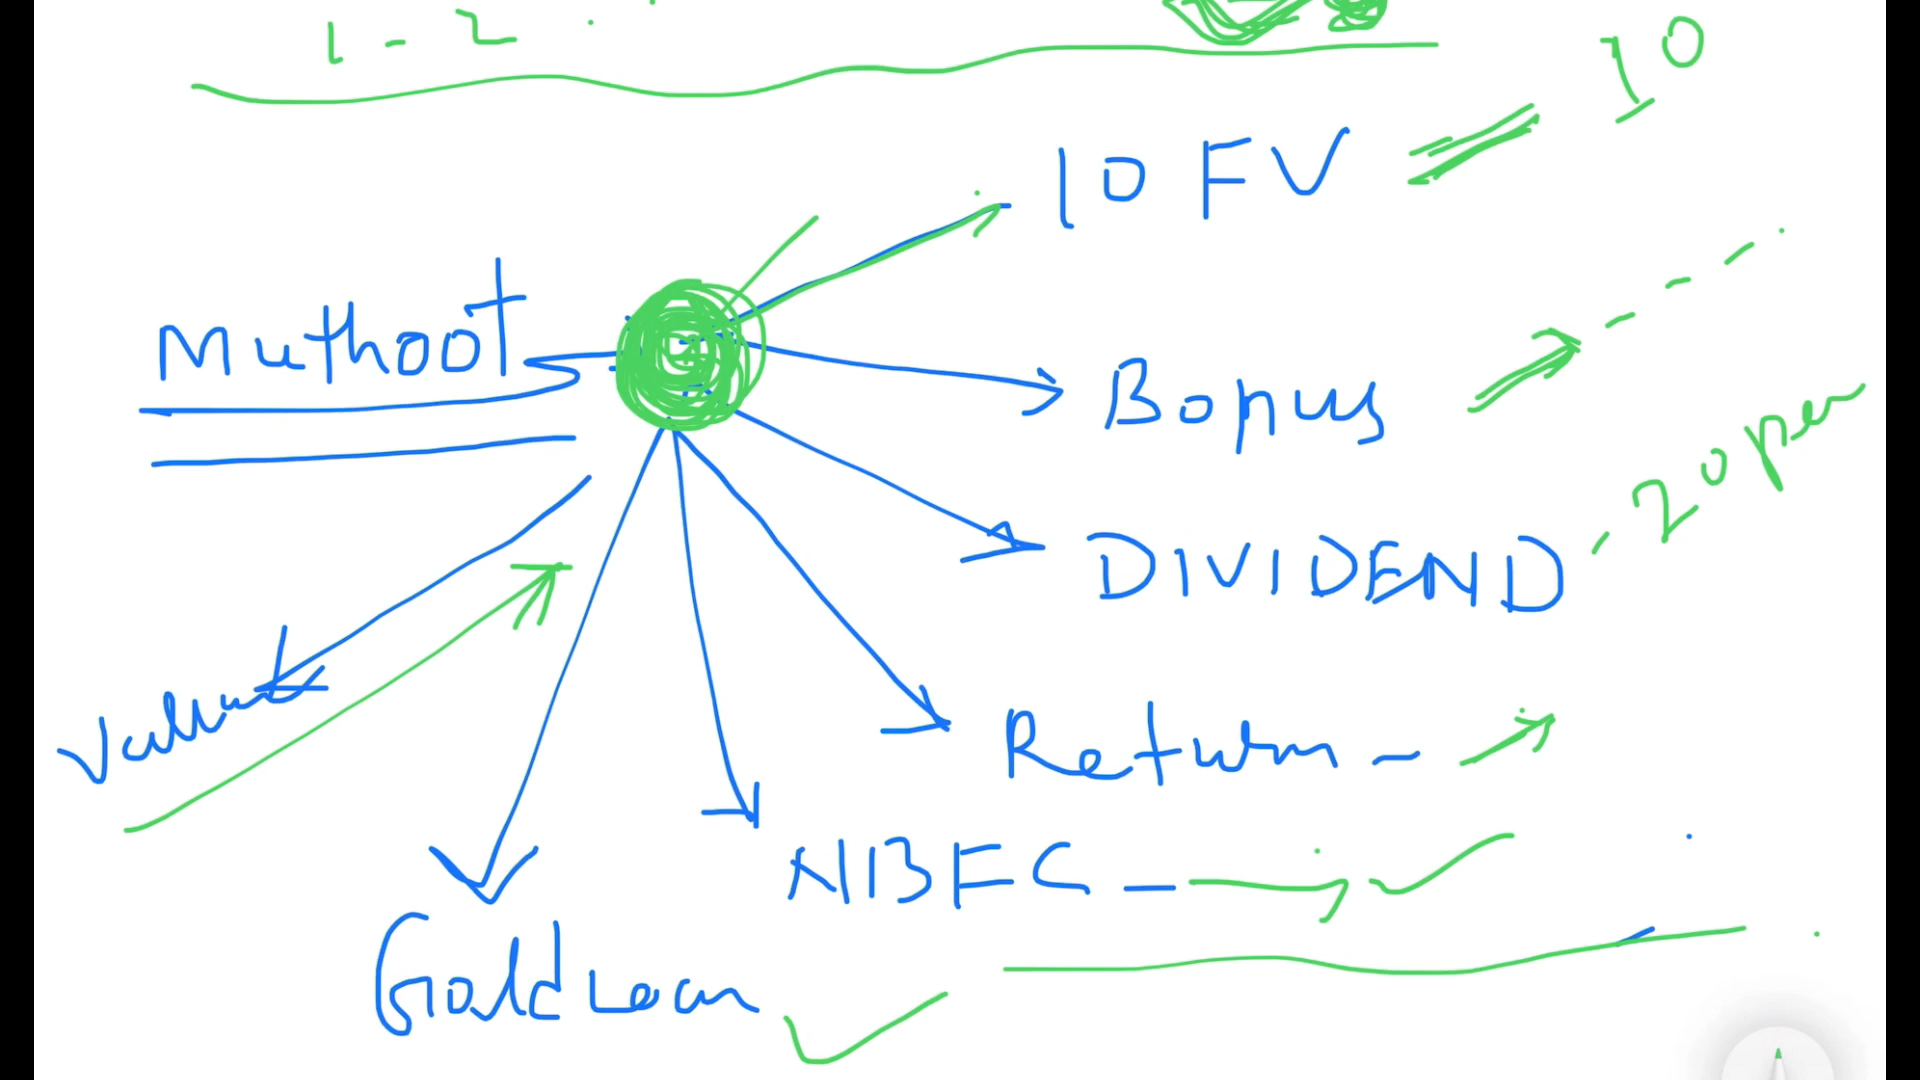 1 - 2
10
10 FV
Muthoot
Bonus
20 per
DIVIDEND
Return -
NBFC -
Gold Loan